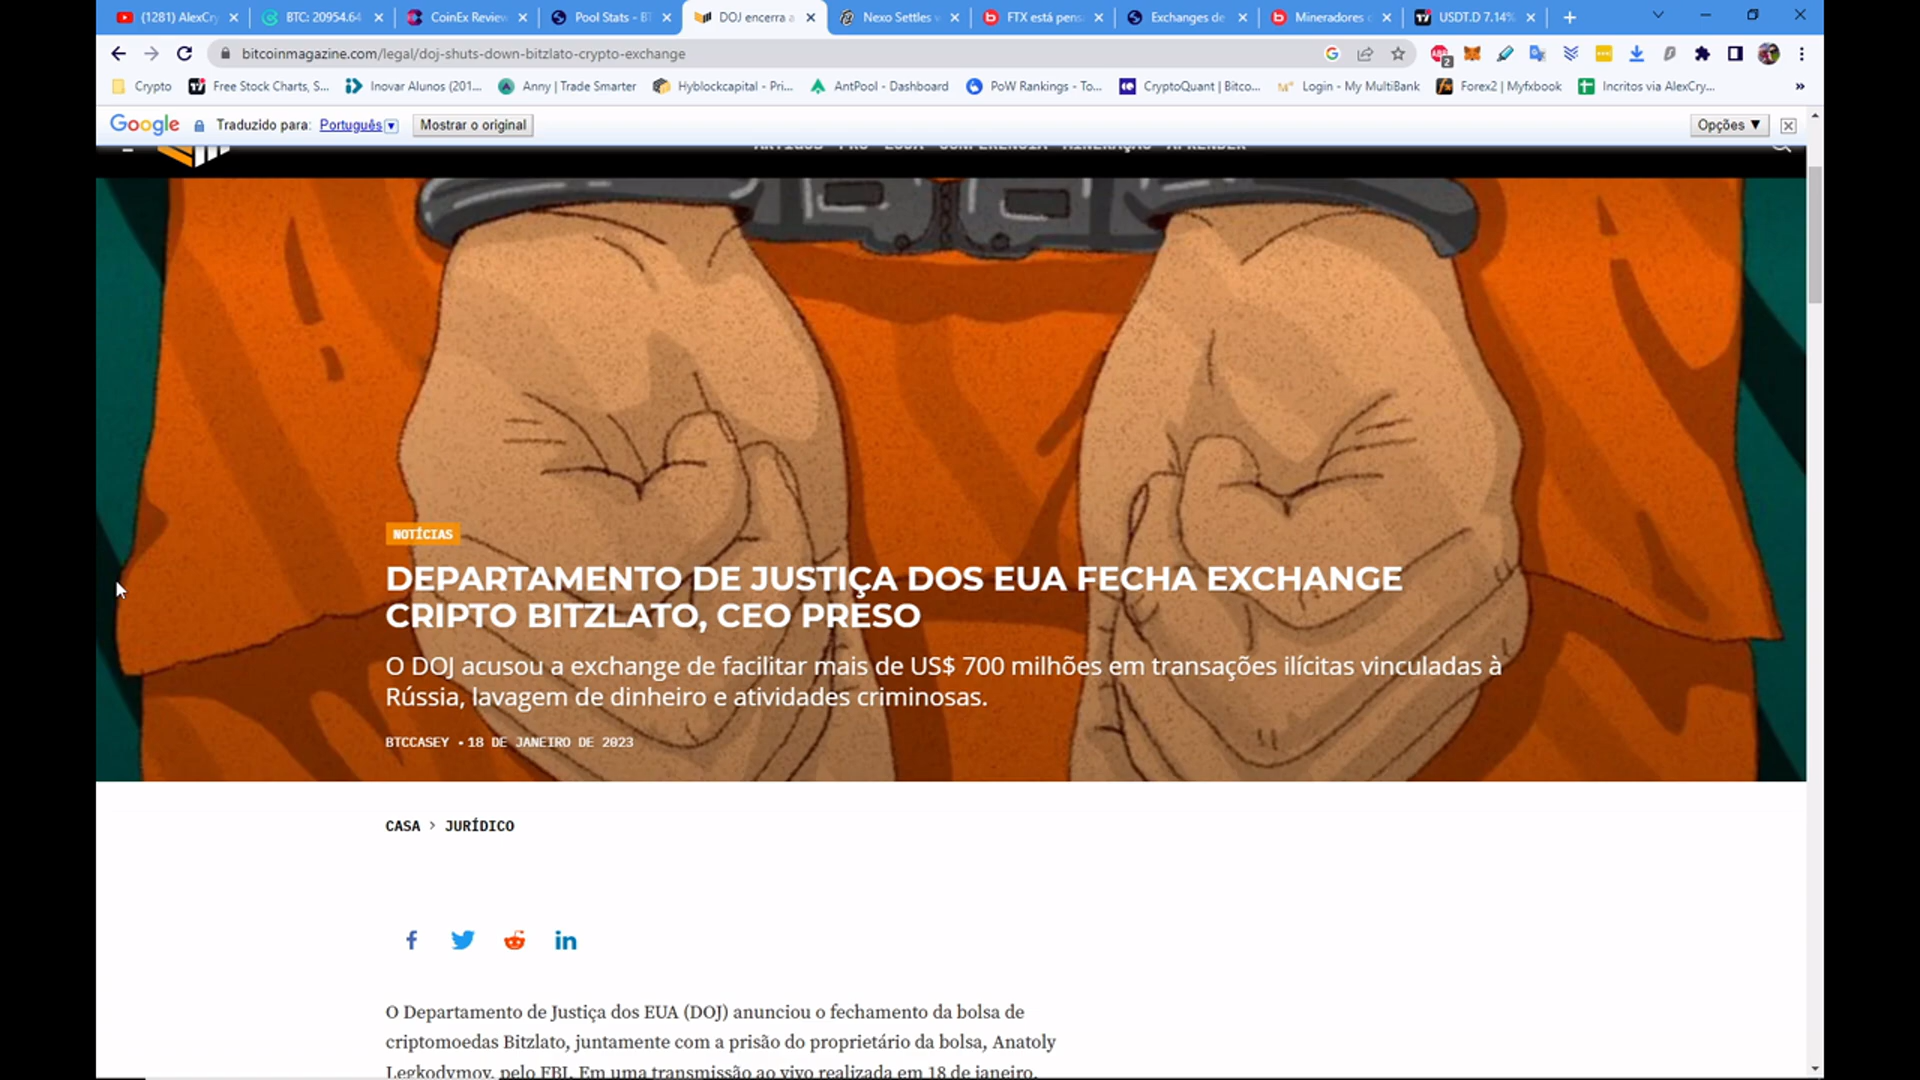 (1281) AlexCry
BTC: 20954.64
CoinEx Review
Pool Stats - BT
DOJ encerra a
Nexo Settles
FTX está pens
Exchanges de
Mineradores
USDT.D 7.14%
bitcoinmagazine.com/legal/doj-shuts-down-bitzlato-crypto-exchange
2
Crypto
Free Stock Charts, S...
Inovar Alunos (201...
Anny | Trade Smarter
Hyblockcapital - Pri...
AntPool - Dashboard
PoW Rankings - To...
CryptoQuant | Bitco...
Login - My MultiBank
Forex2 | Myfxbook
Incritos via AlexCry...
»
Google Traduzido para: Português Mostrar o original
Opções ▼
ARTIGOS PRO LOJA CONFERÊNCIA MINERAÇÃO APRENDER
NOTÍCIAS
DEPARTAMENTO DE JUSTIÇA DOS EUA FECHA EXCHANGE
CRIPTO BITZLATO, CEO PRESO
O DOJ acusou a exchange de facilitar mais de US$ 700 milhões em transações ilícitas vinculadas à
Rússia, lavagem de dinheiro e atividades criminosas.
BTCCASEY • 18 DE JANEIRO DE 2023
CASA > JURÍDICO
O Departamento de Justiça dos EUA (DOJ) anunciou o fechamento da bolsa de
criptomoedas Bitzlato, juntamente com a prisão do proprietário da bolsa, Anatoly
Legkodymov, pelo FBI. Em uma transmissão ao vivo realizada em 18 de janeiro,